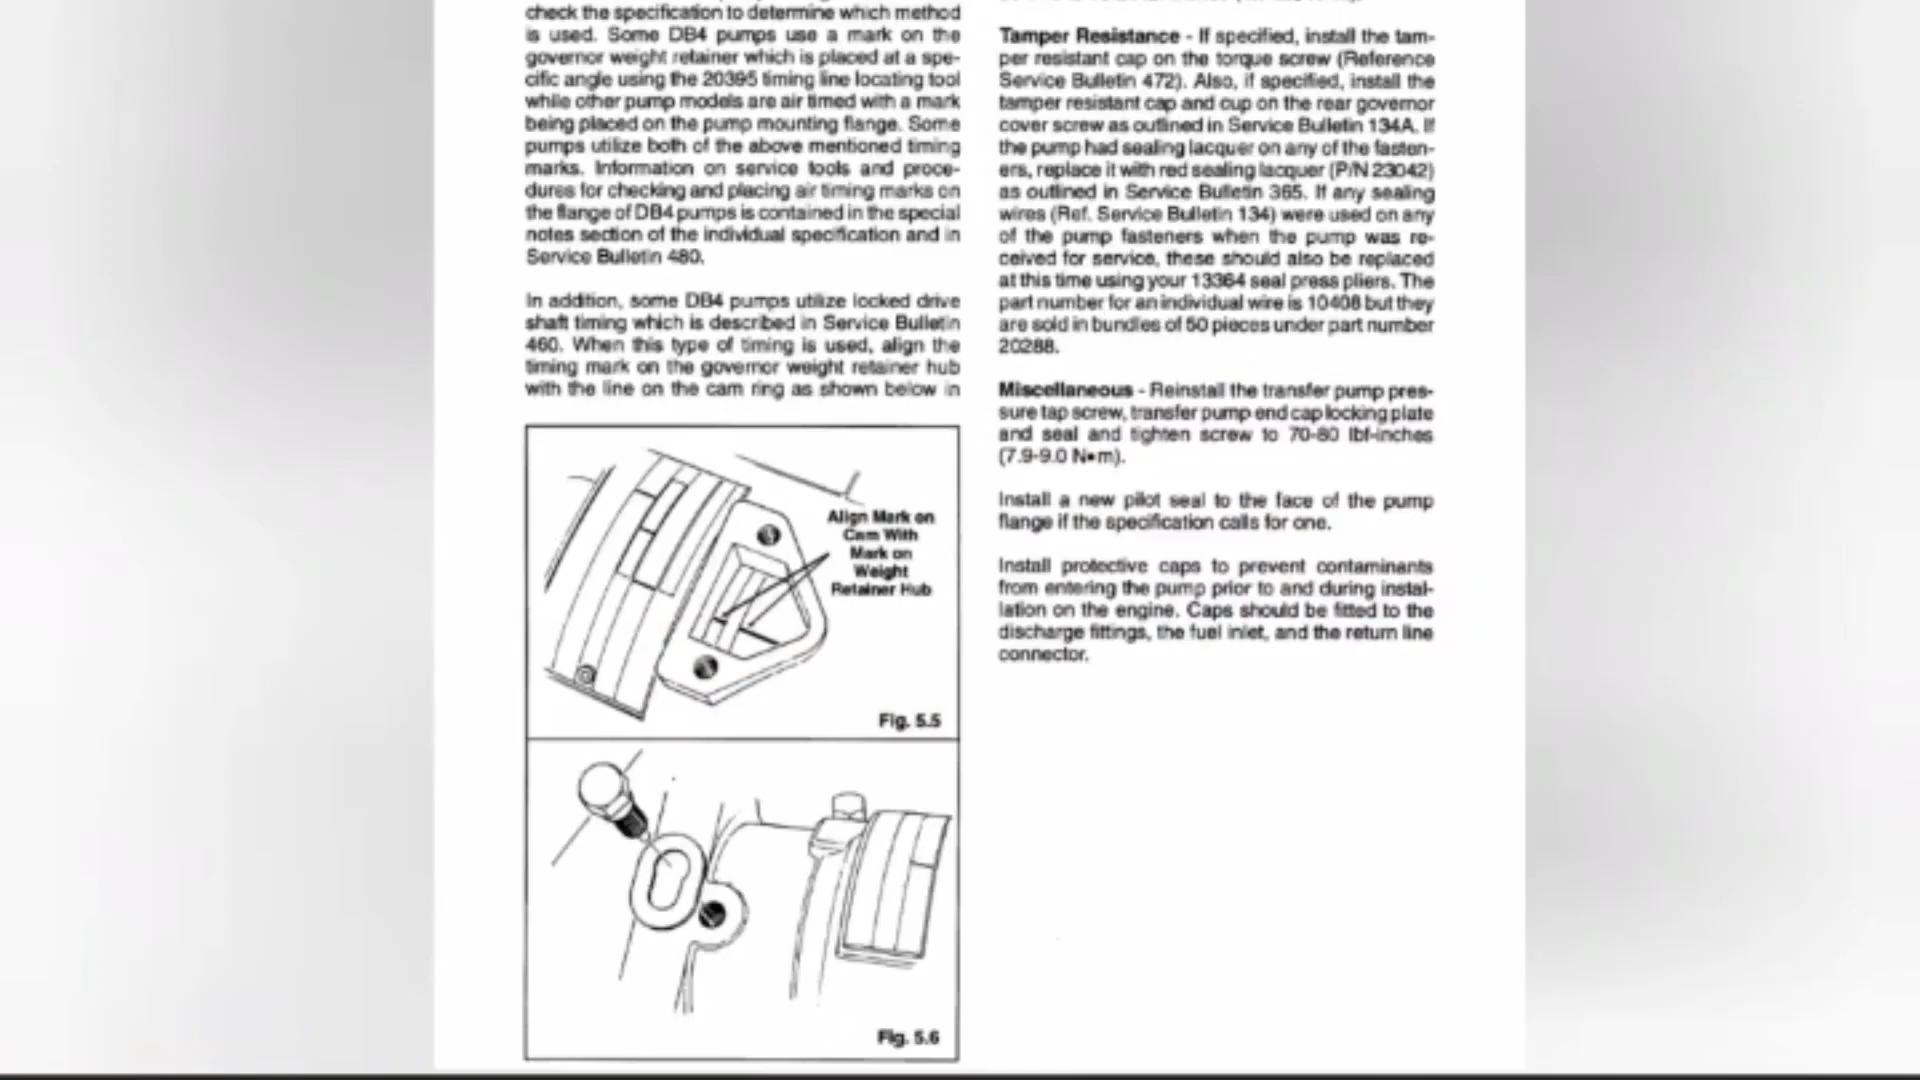 check the specification to determine which method
is used. Some DB4 pumps use a mark on the
governor weight retainer which is placed at a spe-
cific angle using the 20395 timing line locating tool
while other pump models are air timed with a mark
being placed on the pump mounting flange. Some
pumps utilize both of the above mentioned timing
marks. Information on service tools and proce-
dures for checking and placing air timing marks on
the flange of DB4 pumps is contained in the special
notes section of the individual specification and in
Service Bulletin 480.
In addition, some DB4 pumps utilize locked drive
shaft timing which is described in Service Bulletin
460. When this type of timing is used, align the
timing mark on the governor weight retainer hub
with the line on the cam ring as shown below in
Align Mark on
Cam With
Mark on
Weight
Retainer Hub
Fig. 5.5
Fig. 5.6
Tamper Resistance - If specified, install the tam-
per resistant cap on the torque screw (Reference
Service Bulletin 472). Also, if specified, install the
tamper resistant cap and cup on the rear governor
cover screw as outlined in Service Bulletin 134A. If
the pump had sealing lacquer on any of the fasten-
ers, replace it with red sealing lacquer (P/N 23042)
as outlined in Service Bulletin 365. If any sealing
wires (Ref. Service Bulletin 134) were used on any
of the pump fasteners when the pump was re-
ceived for service, these should also be replaced
at this time using your 13364 seal press pliers. The
part number for an individual wire is 10408 but they
are sold in bundles of 50 pieces under part number
20288.
Miscellaneous - Reinstall the transfer pump pres-
sure tap screw, transfer pump end cap locking plate
and seal and tighten screw to 70-80 lbf-inches
(7.9-9.0 N•m).
Install a new pilot seal to the face of the pump
flange if the specification calls for one.
Install protective caps to prevent contaminants
from entering the pump prior to and during instal-
lation on the engine. Caps should be fitted to the
discharge fittings, the fuel inlet, and the return line
connector.